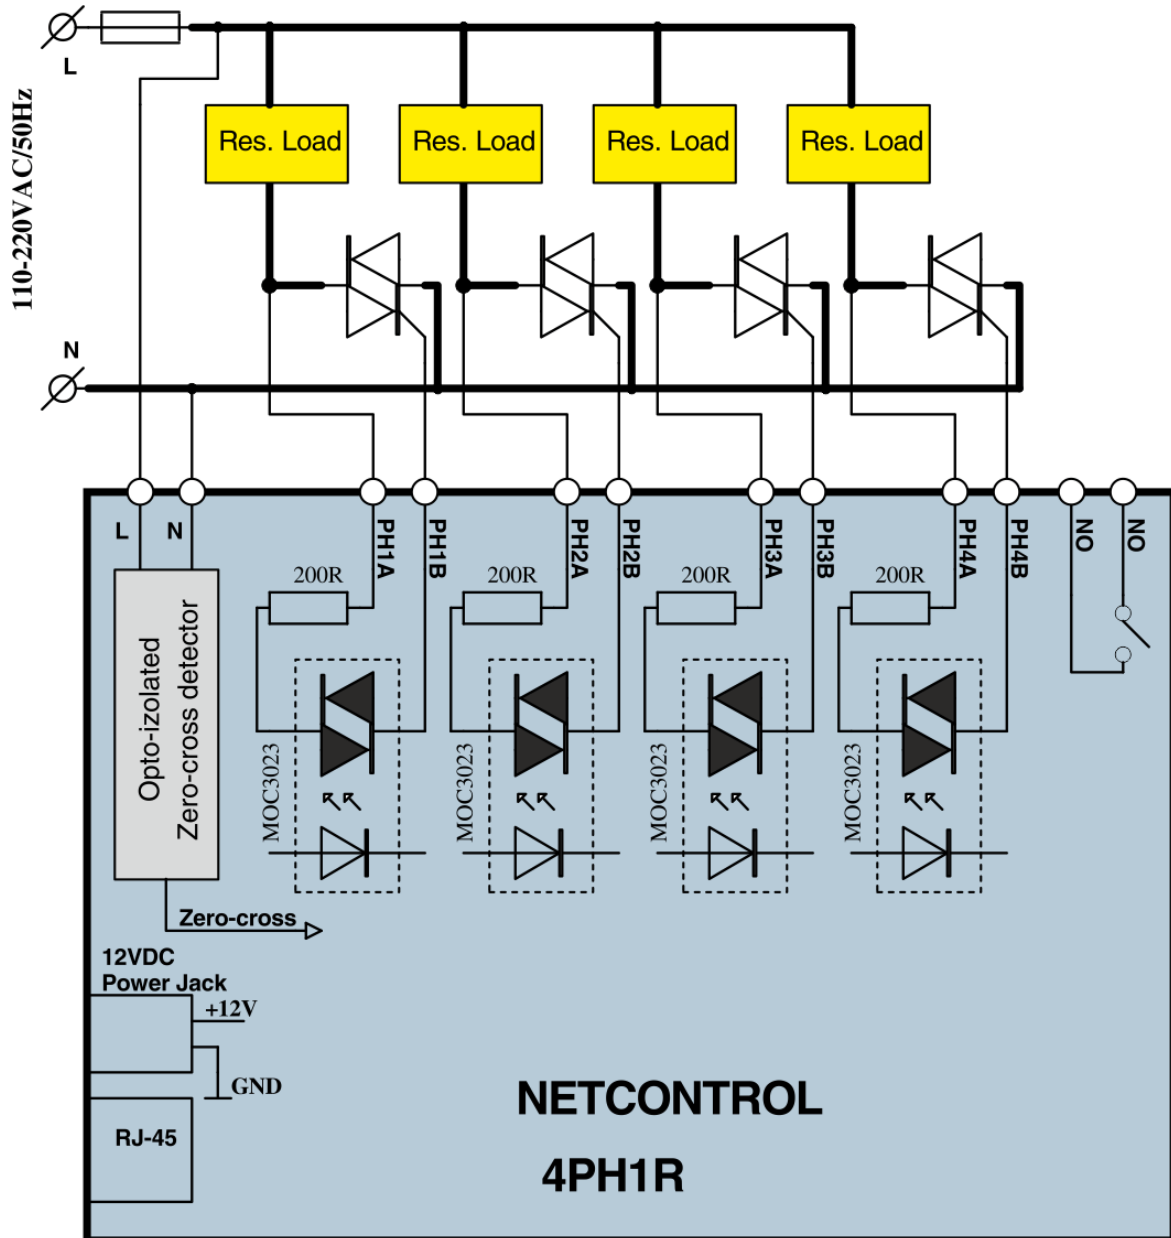 L
110-220VAC/50Hz
Res. Load
Res. Load
Res. Load
Res. Load
N
L
N
PH1A
PH1B
PH2A
PH2B
PH3A
PH3B
PH4A
PH4B
NO
NO
200R
200R
200R
200R
Opto-izolated
Zero-cross detector
MOC3023
MOC3023
MOC3023
MOC3023
Zero-cross
12VDC
Power Jack
+12V
GND
RJ-45
NETCONTROL
4PH1R